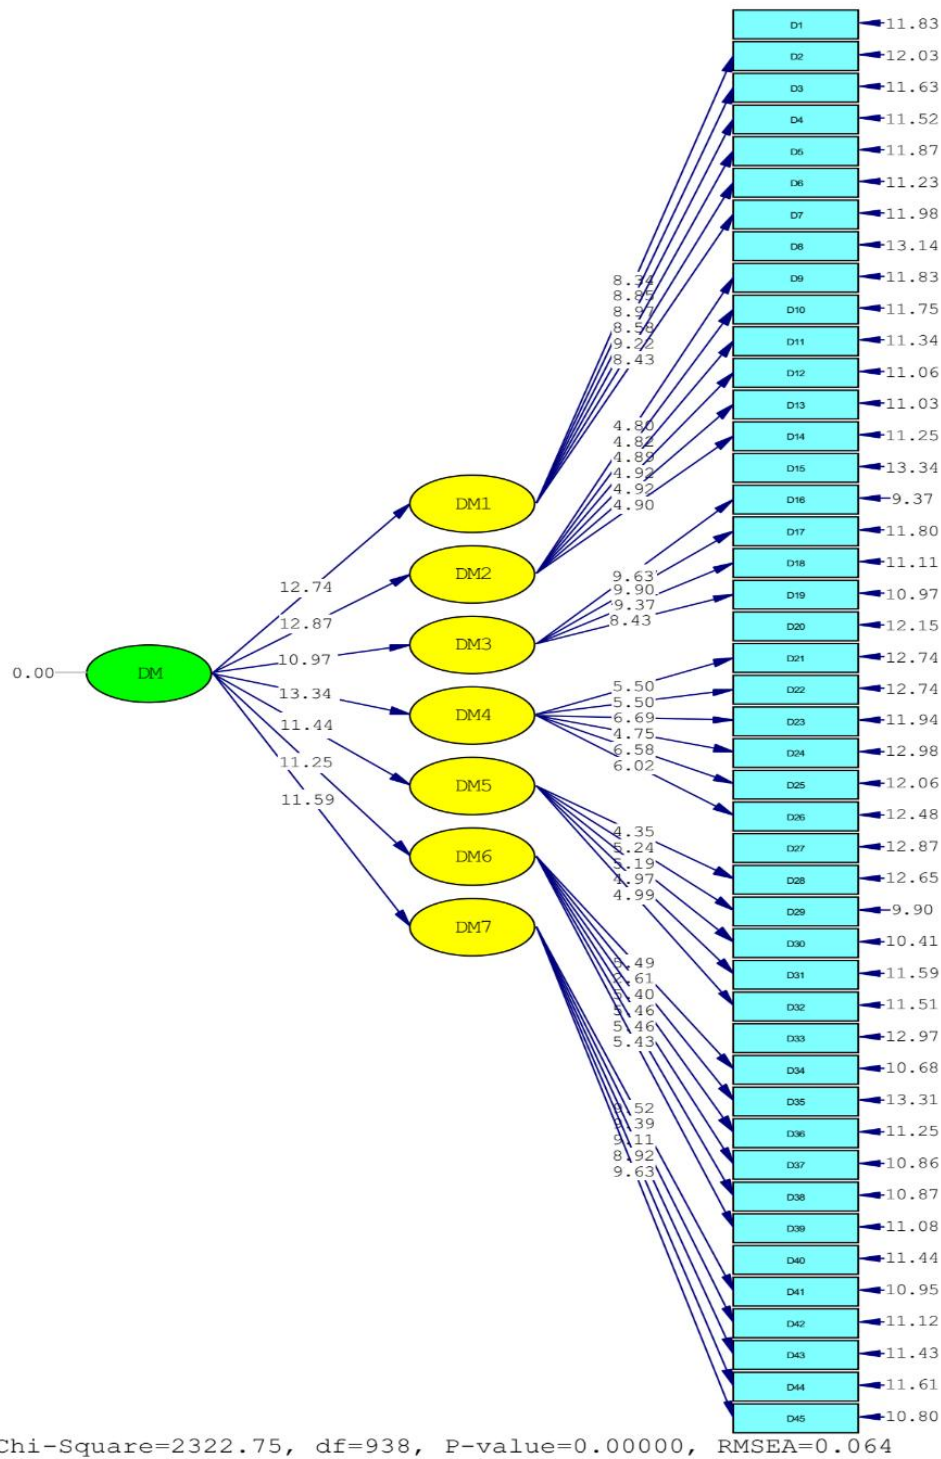 D1 11.83
D2 12.03
D3 11.63
D4 11.52
D5 11.87
D6 11.23
D7 11.98
D8 13.14
D9 11.83
D10 11.75
D11 11.34
D12 11.06
D13 11.03
D14 11.25
D15 13.34
D16 9.37
D17 11.80
D18 11.11
D19 10.97
D20 12.15
D21 12.74
D22 12.74
D23 11.94
D24 12.98
D25 12.06
D26 12.48
D27 12.87
D28 12.65
D29 9.90
D30 10.41
D31 11.59
D32 11.51
D33 12.97
D34 10.68
D35 13.31
D36 11.25
D37 10.86
D38 10.87
D39 11.08
D40 11.44
D41 10.95
D42 11.12
D43 11.43
D44 11.61
D45 10.80
8.34
8.85
8.97
8.58
9.22
8.43
4.80
4.82
4.89
4.92
4.92
4.90
9.63
9.90
9.37
8.43
5.50
5.50
6.69
4.75
6.58
6.02
4.35
5.24
5.19
4.97
4.99
5.49
2.61
5.40
5.46
5.46
5.43
9.52
9.39
9.11
8.92
9.63
DM1
DM2
DM3
DM4
DM5
DM6
DM7
12.74
12.87
10.97
13.34
11.44
11.25
11.59
0.00
DM
Chi-Square=2322.75, df=938, P-value=0.00000, RMSEA=0.064